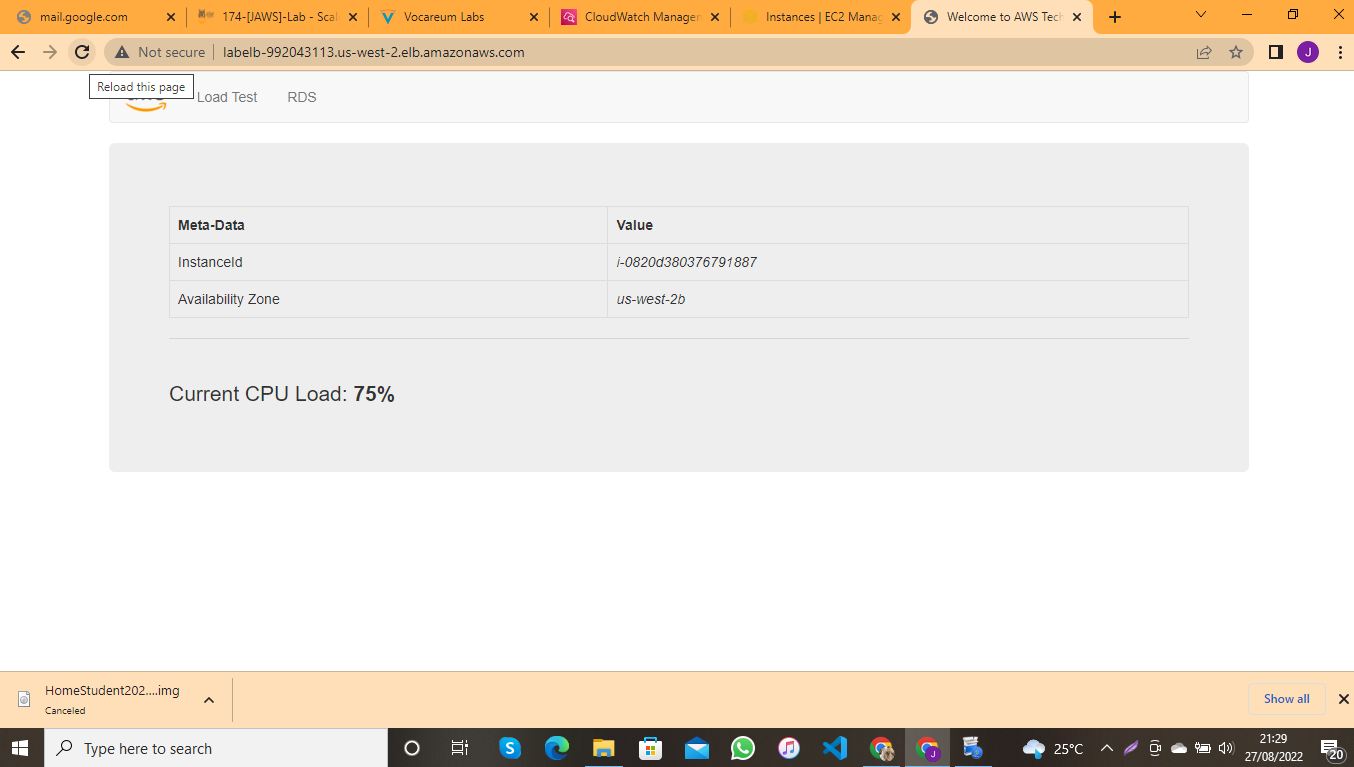 mail.google.com
174-[JAWS]-Lab - Scal
Vocareum Labs
CloudWatch Managem
Instances | EC2 Manag
Welcome to AWS Tech
Not secure
labelb-992043113.us-west-2.elb.amazonaws.com
J
Reload this page
Load Test
RDS
Meta-Data Value
InstanceId i-0820d380376791887
Availability Zone us-west-2b
Current CPU Load: 75%
HomeStudent202....img
Canceled
Show all
Type here to search
25°C
21:29
27/08/2022
20